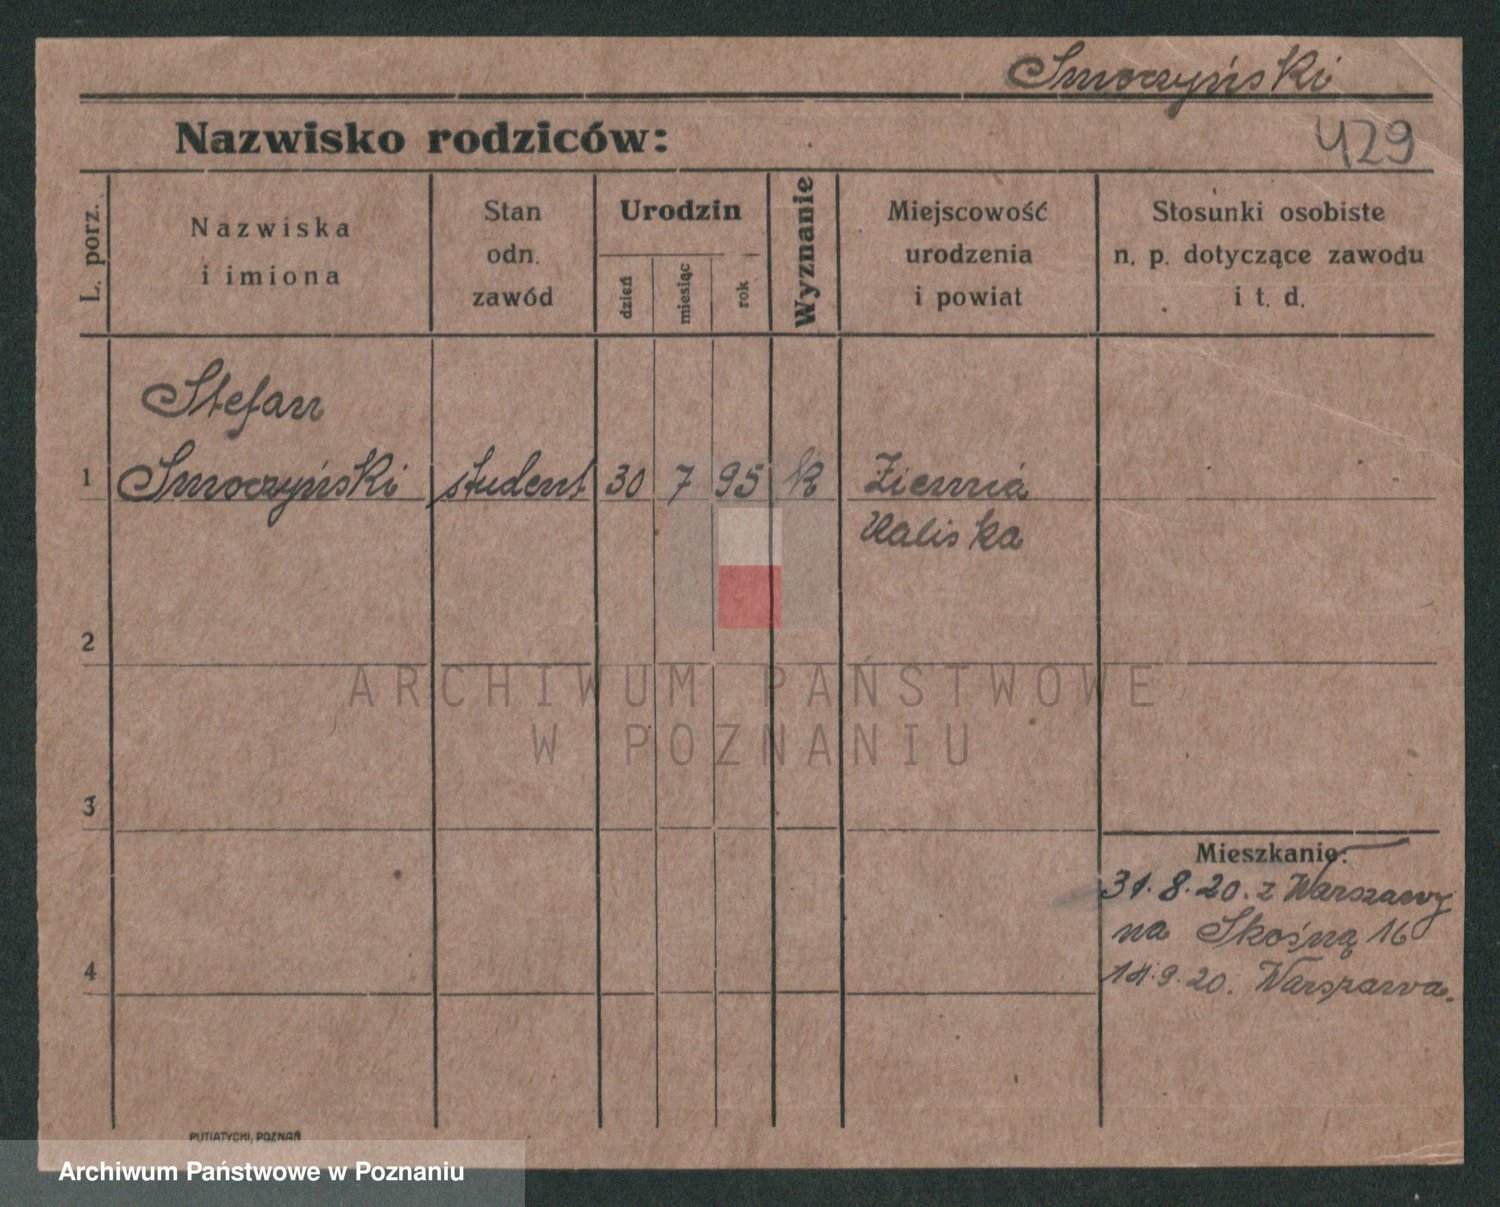 Smoczyński
Nazwisko rodziców:
429
L. porz.
Nazwiska
i imiona
Stan
odn.
zawód
Urodzin
dzień
miesiąc
rok
Wyznanie
Miejscowość
urodzenia
i powiat
Stosunki osobiste
n. p. dotyczące zawodu
i t. d.
Stefan
1 Smoczyński student 30 7 95 k Ziemia
Kaliska
2
ARCHIWUM PAŃSTWOWE
W POZNANIU
3
Mieszkanie:
31.8.20. z Warszawy
na Skośną 16
4
14.9.20. Warszawa.
PUTIATYCKI, POZNAŃ
Archiwum Państwowe w Poznaniu